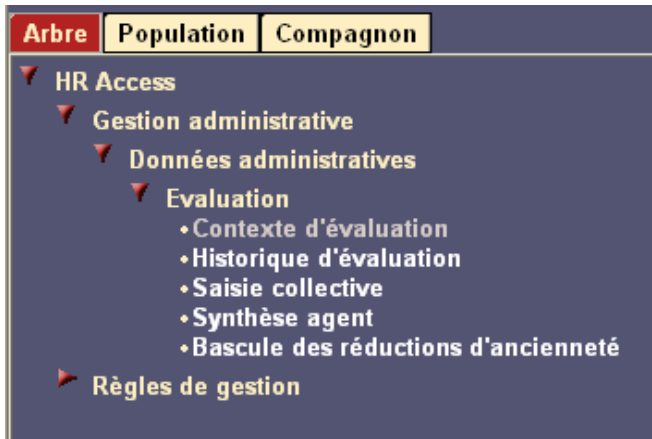 Arbre Population Compagnon
HR Access
Gestion administrative
Données administratives
Evaluation
•Contexte d'évaluation
•Historique d'évaluation
•Saisie collective
•Synthèse agent
•Bascule des réductions d'ancienneté
Règles de gestion